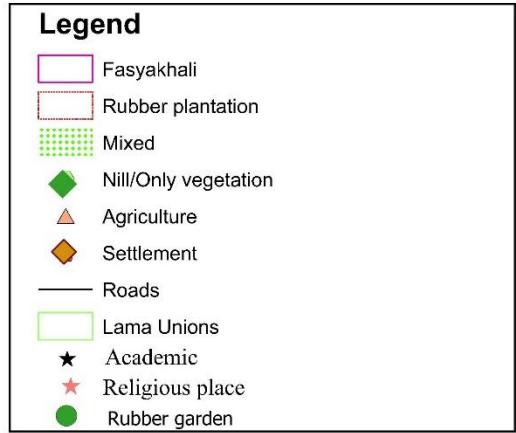 Legend
Fasyakhali
Rubber plantation
Mixed
Nill/Only vegetation
Agriculture
Settlement
Roads
Lama Unions
Academic
Religious place
Rubber garden